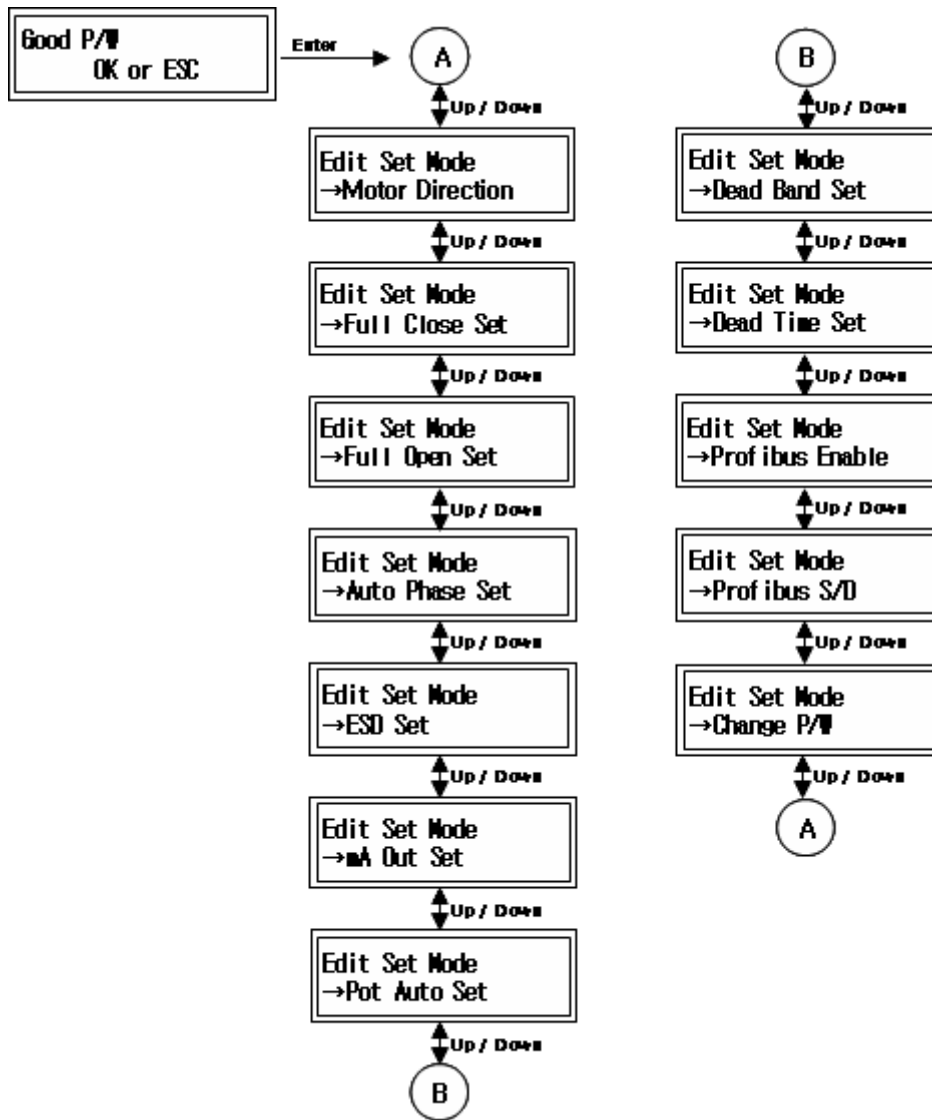 Good P/W
OK or ESC
Enter
A
Up / Down
Edit Set Mode
→Motor Direction
Up / Down
Edit Set Mode
→Full Close Set
Up / Down
Edit Set Mode
→Full Open Set
Up / Down
Edit Set Mode
→Auto Phase Set
Up / Down
Edit Set Mode
→ESD Set
Up / Down
Edit Set Mode
→mA Out Set
Up / Down
Edit Set Mode
→Pot Auto Set
Up / Down
B
B
Up / Down
Edit Set Mode
→Dead Band Set
Up / Down
Edit Set Mode
→Dead Time Set
Up / Down
Edit Set Mode
→Profibus Enable
Up / Down
Edit Set Mode
→Profibus S/D
Up / Down
Edit Set Mode
→Change P/W
Up / Down
A